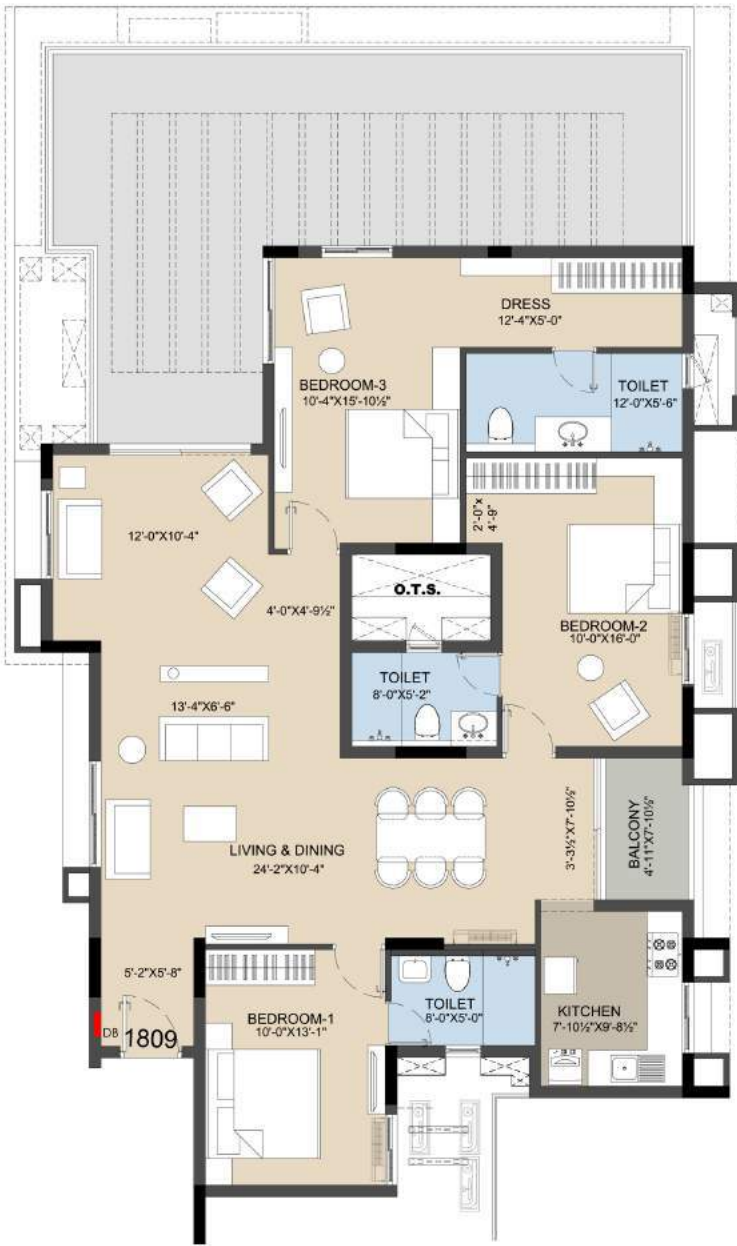 DRESS
12'-4"X5'-0"
BEDROOM-3
10'-4"X15'-10½"
TOILET
12'-0"X5'-6"
2'-0"x
4'-9"
12'-0"X10'-4"
O.T.S.
4'-0"X4'-9½"
BEDROOM-2
10'-0"X16'-0"
TOILET
8'-0"X5'-2"
13'-4"X6'-6"
3'-3½"X7'-10½"
BALCONY
4'-11"X7'-10½"
LIVING & DINING
24'-2"X10'-4"
5'-2"X5'-8"
TOILET
8'-0"X5'-0"
KITCHEN
7'-10½"X9'-8½"
BEDROOM-1
10'-0"X13'-1"
DB 1809